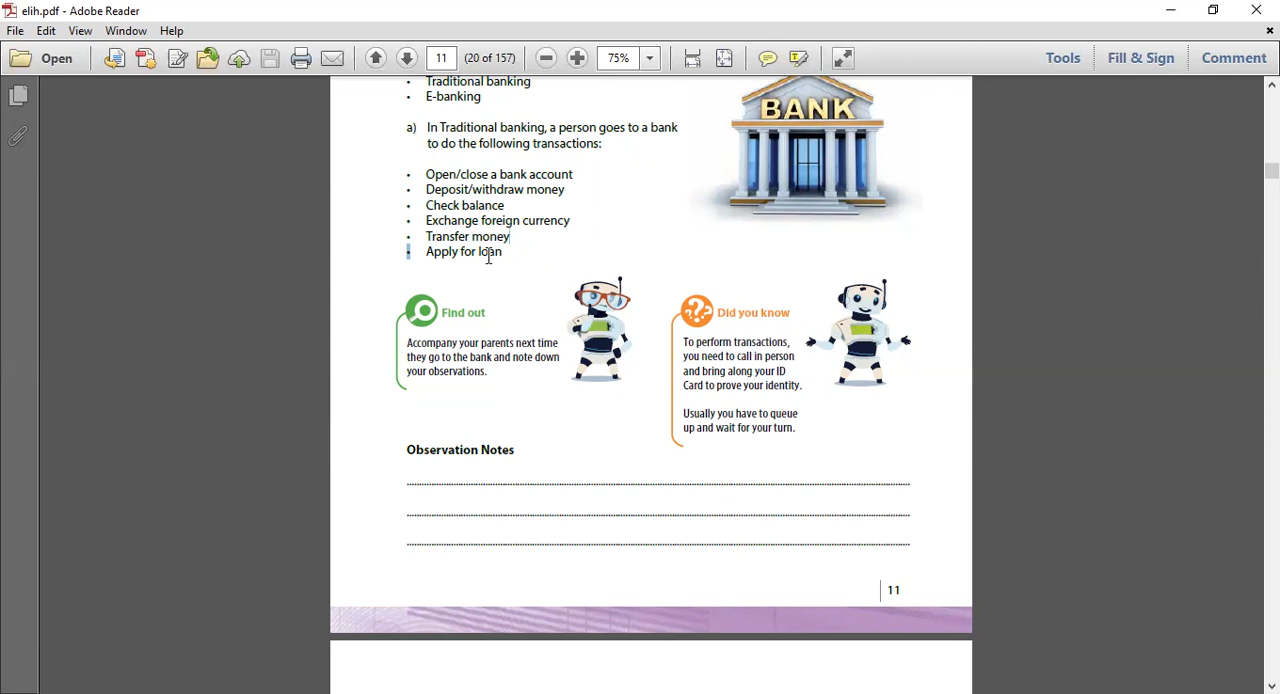 elih.pdf - Adobe Reader
File Edit View Window Help
Open 11 (20 of 157) 75% Tools Fill & Sign Comment
• Traditional banking
• E-banking
a) In Traditional banking, a person goes to a bank
to do the following transactions:
• Open/close a bank account
• Deposit/withdraw money
• Check balance
• Exchange foreign currency
• Transfer money
• Apply for loan
BANK
Find out
Accompany your parents next time
they go to the bank and note down
your observations.
Did you know
To perform transactions,
you need to call in person
and bring along your ID
Card to prove your identity.
Usually you have to queue
up and wait for your turn.
Observation Notes
11